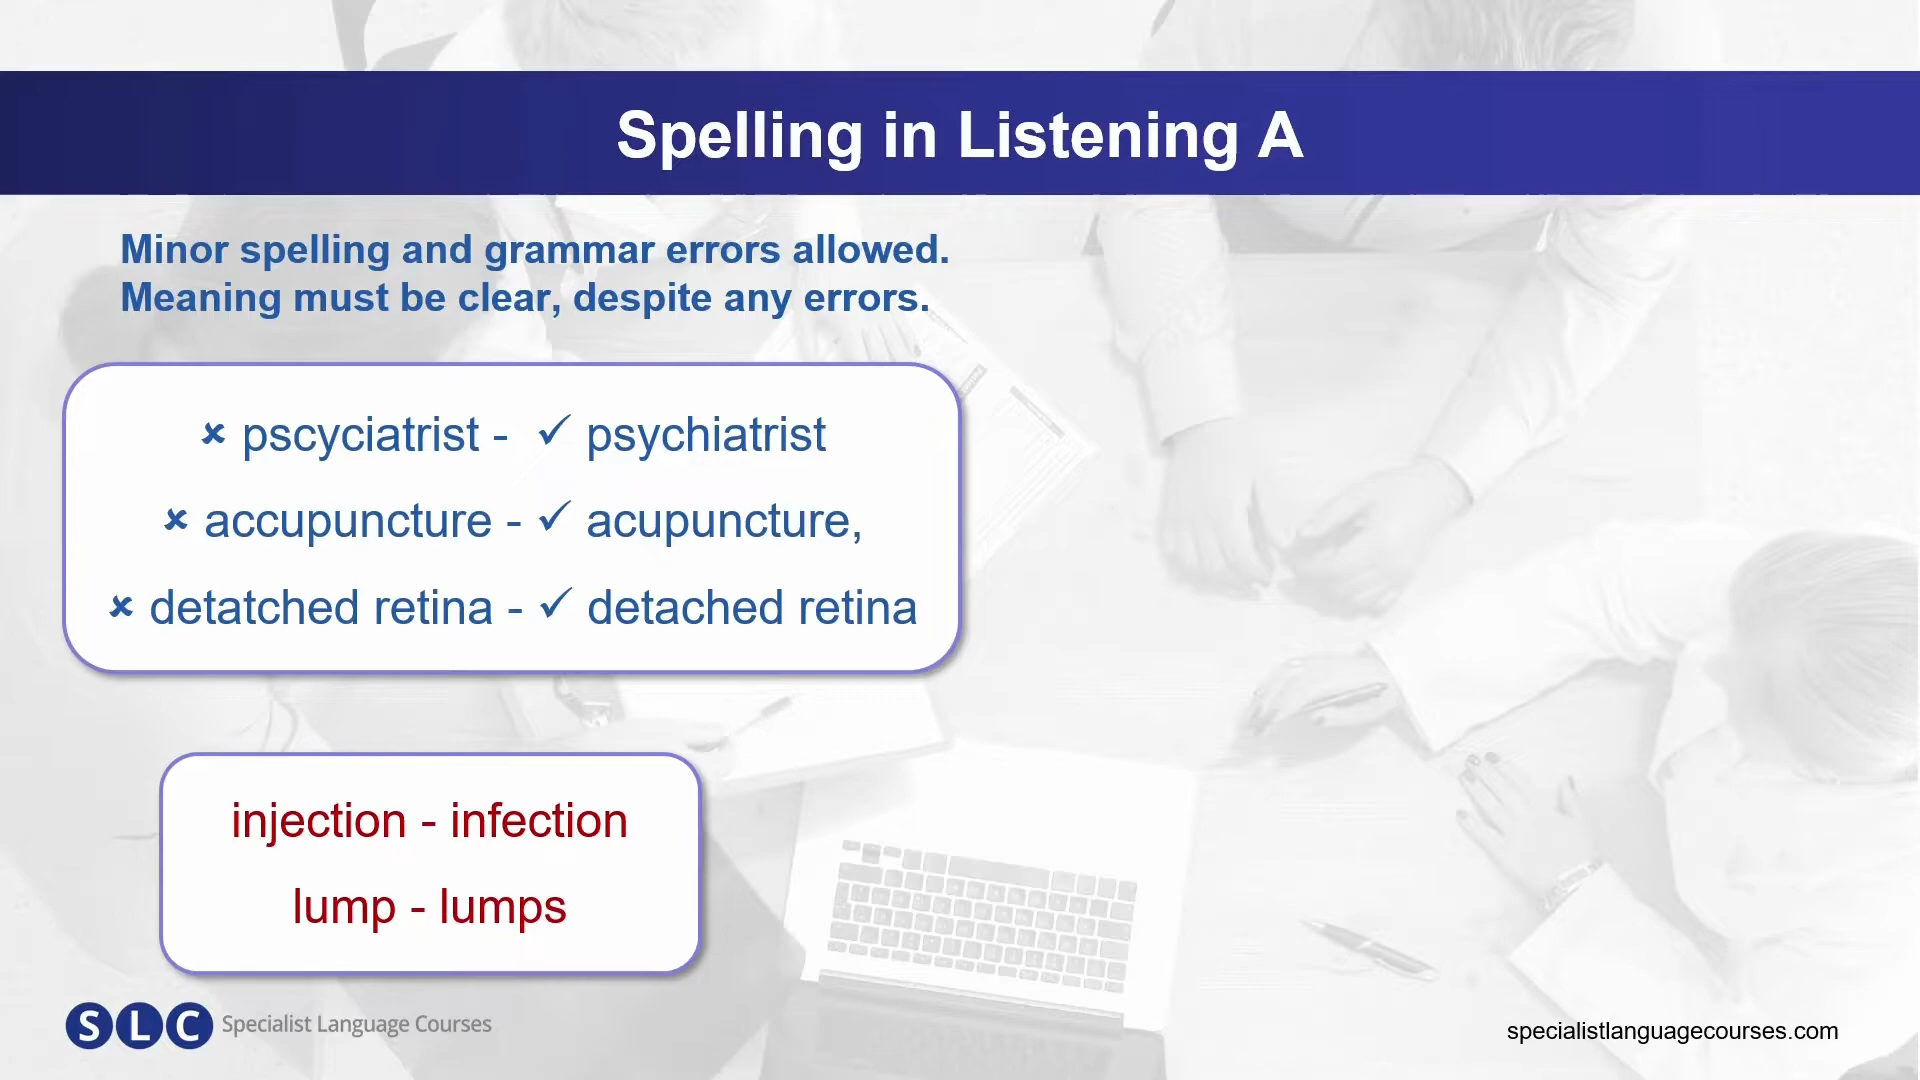 Spelling in Listening A
Minor spelling and grammar errors allowed.
Meaning must be clear, despite any errors.
✘ pscyciatrist - ✓ psychiatrist
✘ accupuncture - ✓ acupuncture,
✘ detatched retina - ✓ detached retina
injection - infection
lump - lumps
SLC Specialist Language Courses
specialistlanguagecourses.com